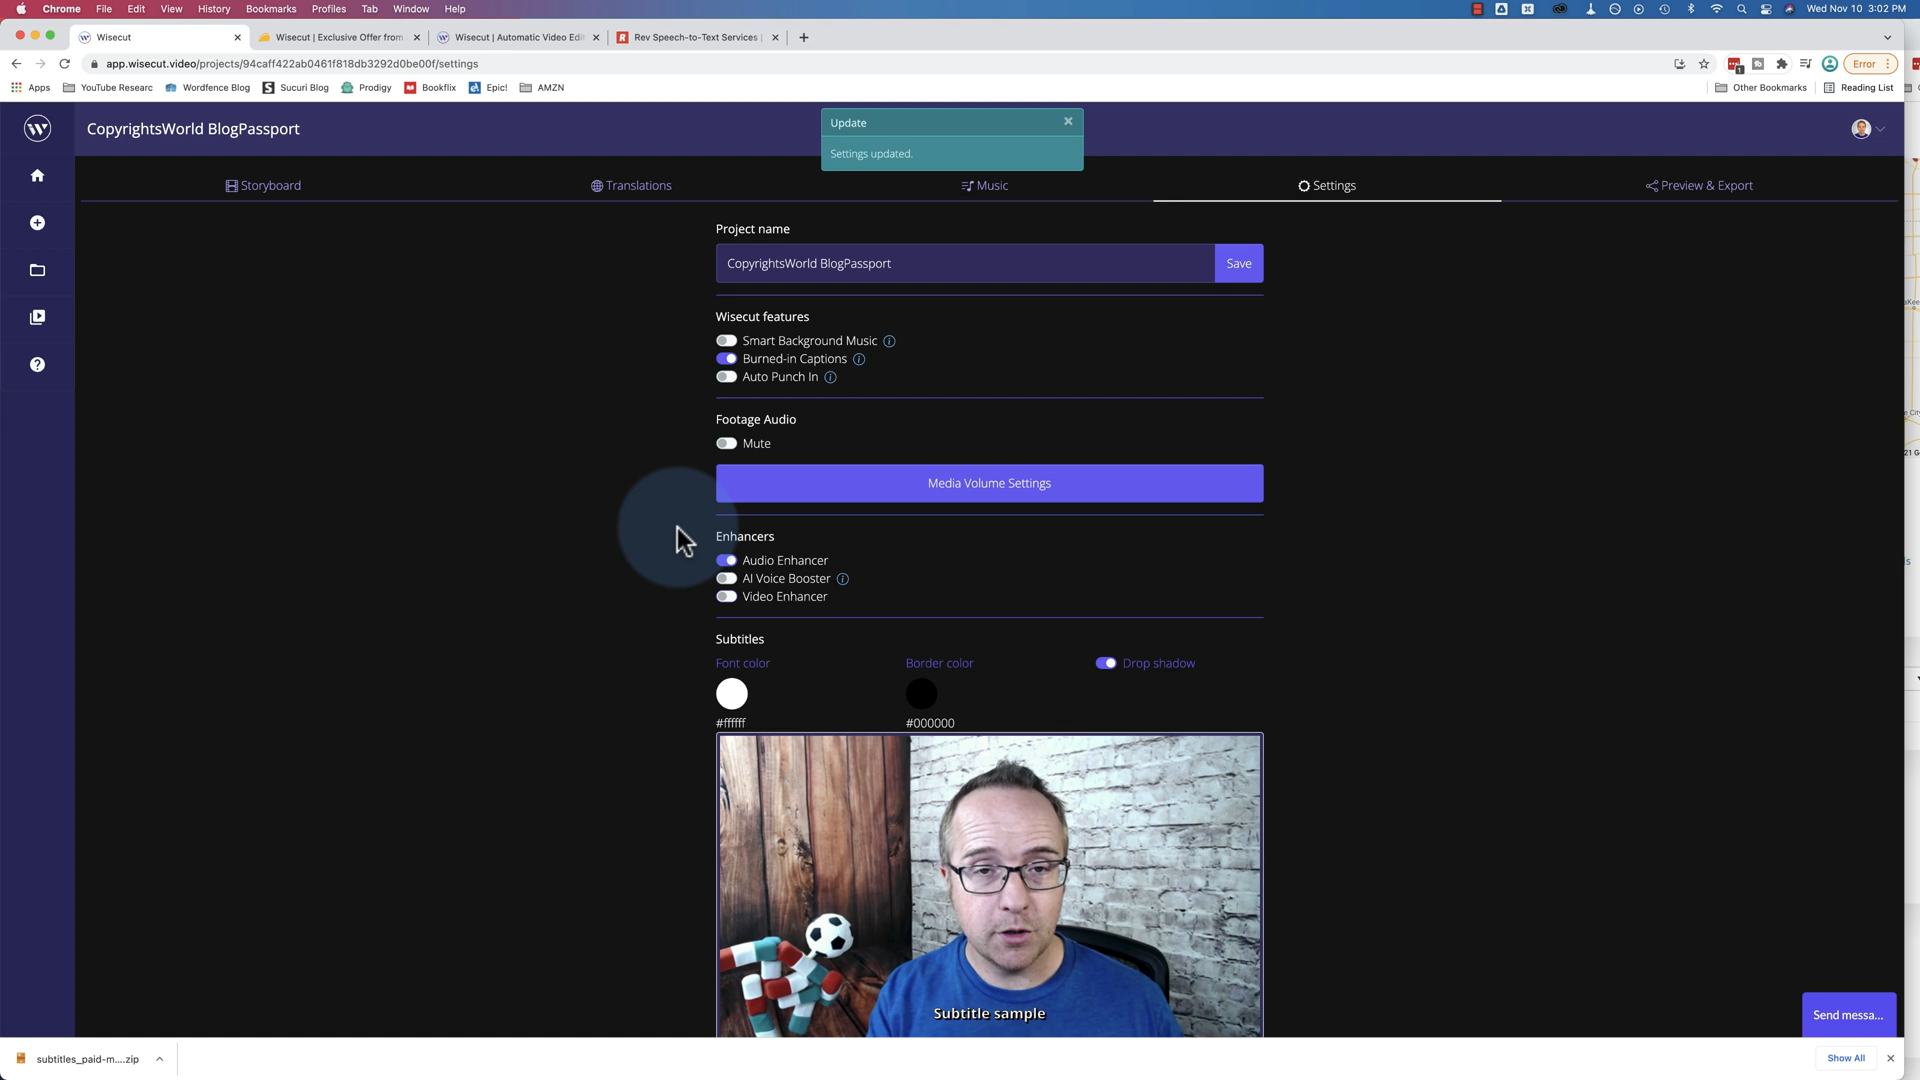 Chrome File Edit View History Bookmarks Profiles Tab Window Help
Wed Nov 10 3:02 PM
Wisecut
Wisecut | Exclusive Offer from
Wisecut | Automatic Video Edi
Rev Speech-to-Text Services |
app.wisecut.video/projects/94caff422ab0461f818db3292d0be00f/settings
Error
Apps YouTube Researc Wordfence Blog Sucuri Blog Prodigy Bookflix Epic! AMZN
Other Bookmarks Reading List
CopyrightsWorld BlogPassport
Update
Settings updated.
Storyboard Translations Music Settings Preview & Export
Project name
CopyrightsWorld BlogPassport
Save
Wisecut features
Smart Background Music
Burned-in Captions
Auto Punch In
Footage Audio
Mute
Media Volume Settings
Enhancers
Audio Enhancer
AI Voice Booster
Video Enhancer
Subtitles
Font color Border color Drop shadow
#ffffff #000000
Subtitle sample
Send messa...
subtitles_paid-m....zip
Show All